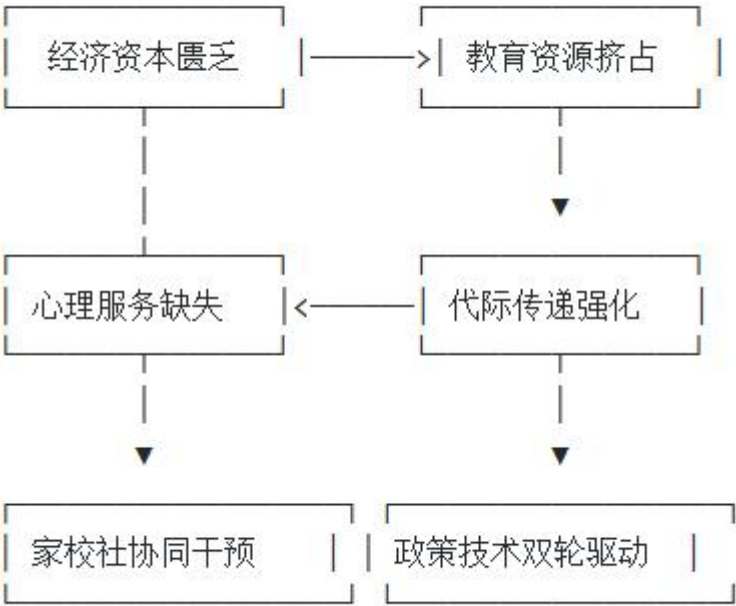 经济资本匮乏
教育资源挤占
心理服务缺失
代际传递强化
家校社协同干预
政策技术双轮驱动